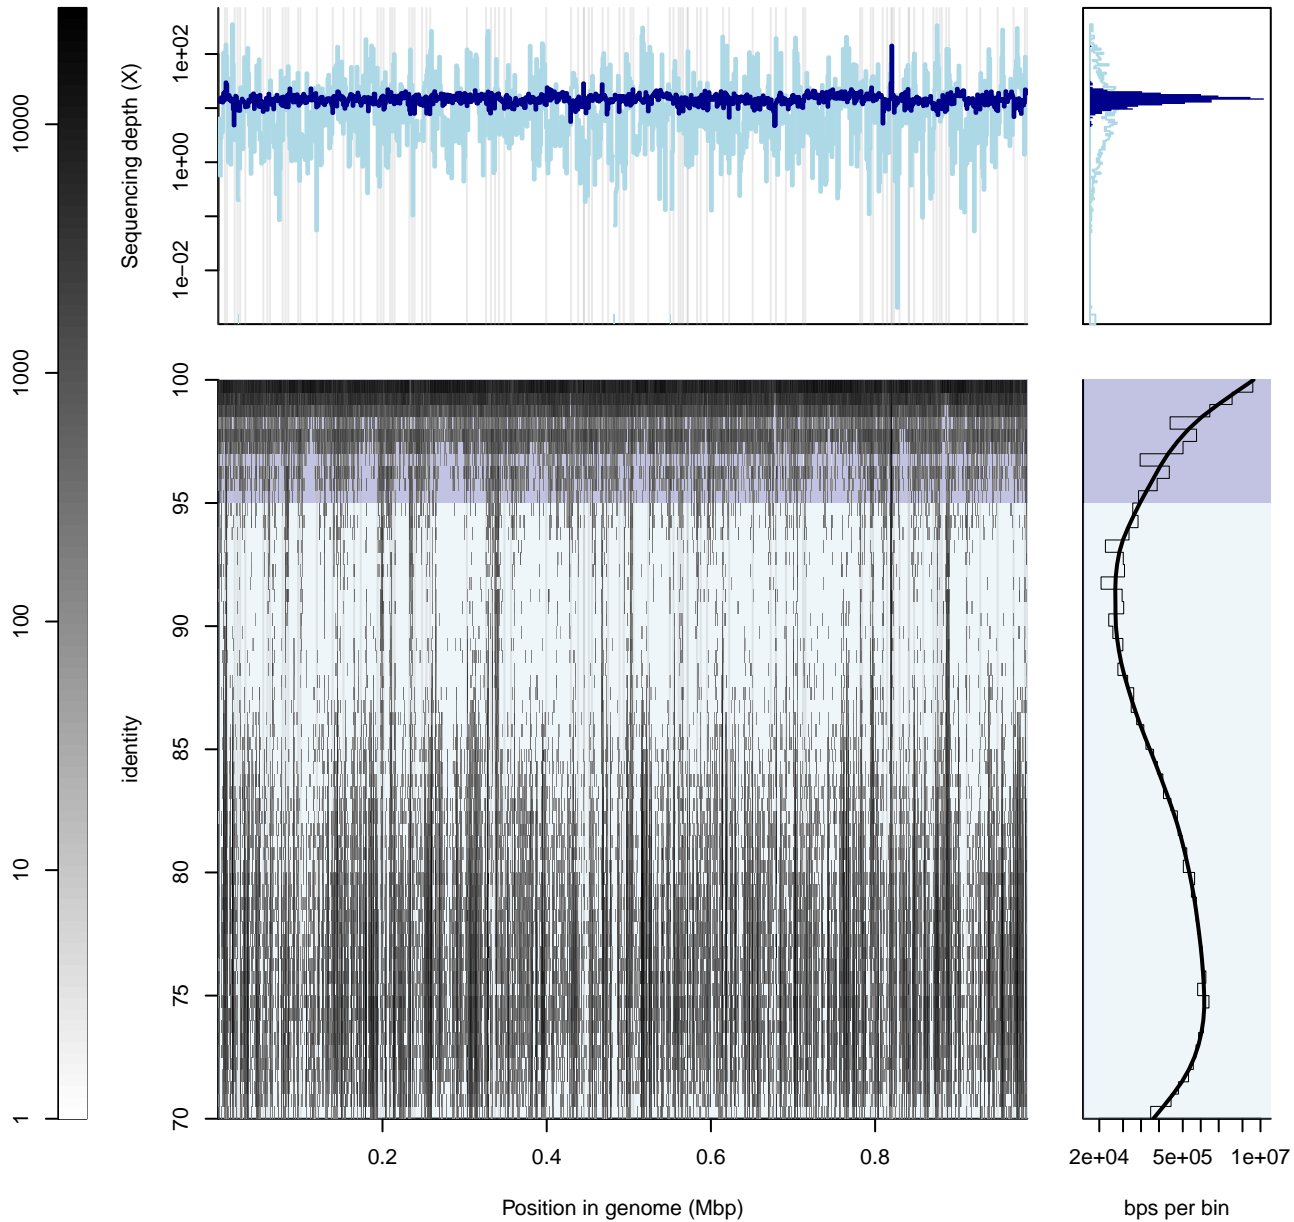 10000
1000
100
10
1
Sequencing depth (X)
1e+02
1e+00
1e-02
identity
100
95
90
85
80
75
70
0.2
0.4
0.6
0.8
Position in genome (Mbp)
2e+04
5e+05
1e+07
bps per bin